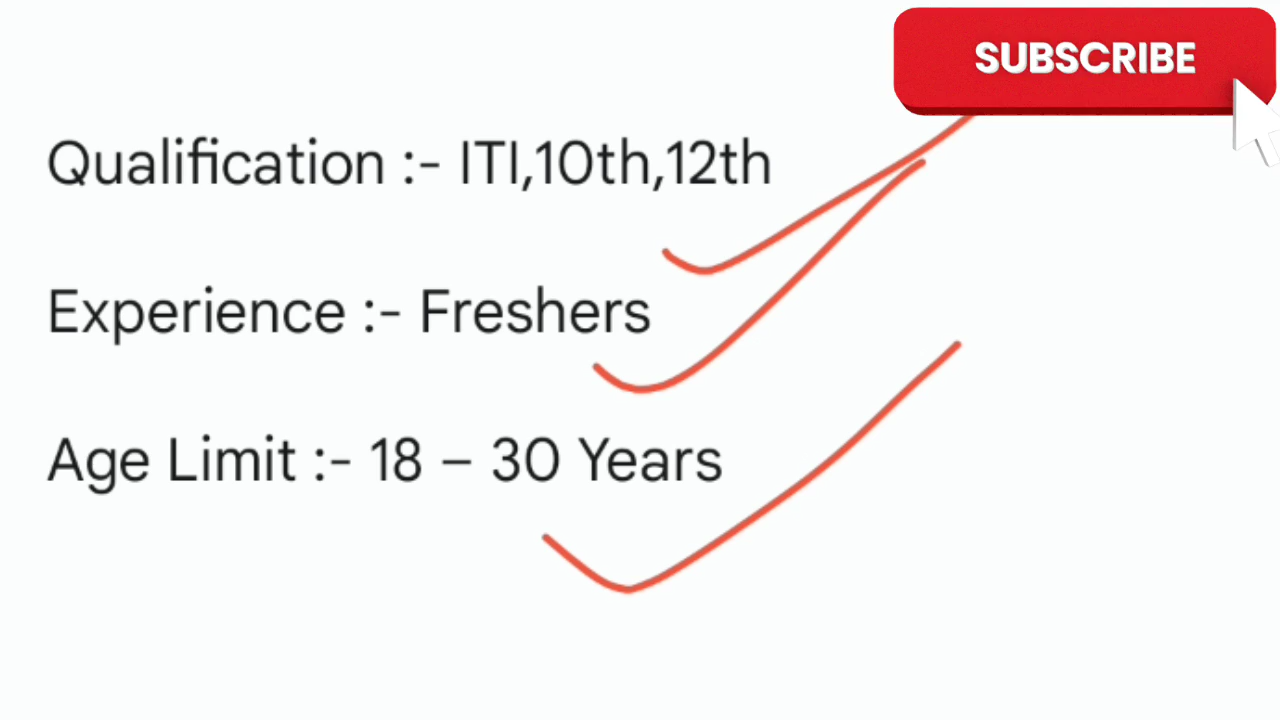 SUBSCRIBE
Qualification :- ITI,10th,12th
Experience :- Freshers
Age Limit :- 18 – 30 Years